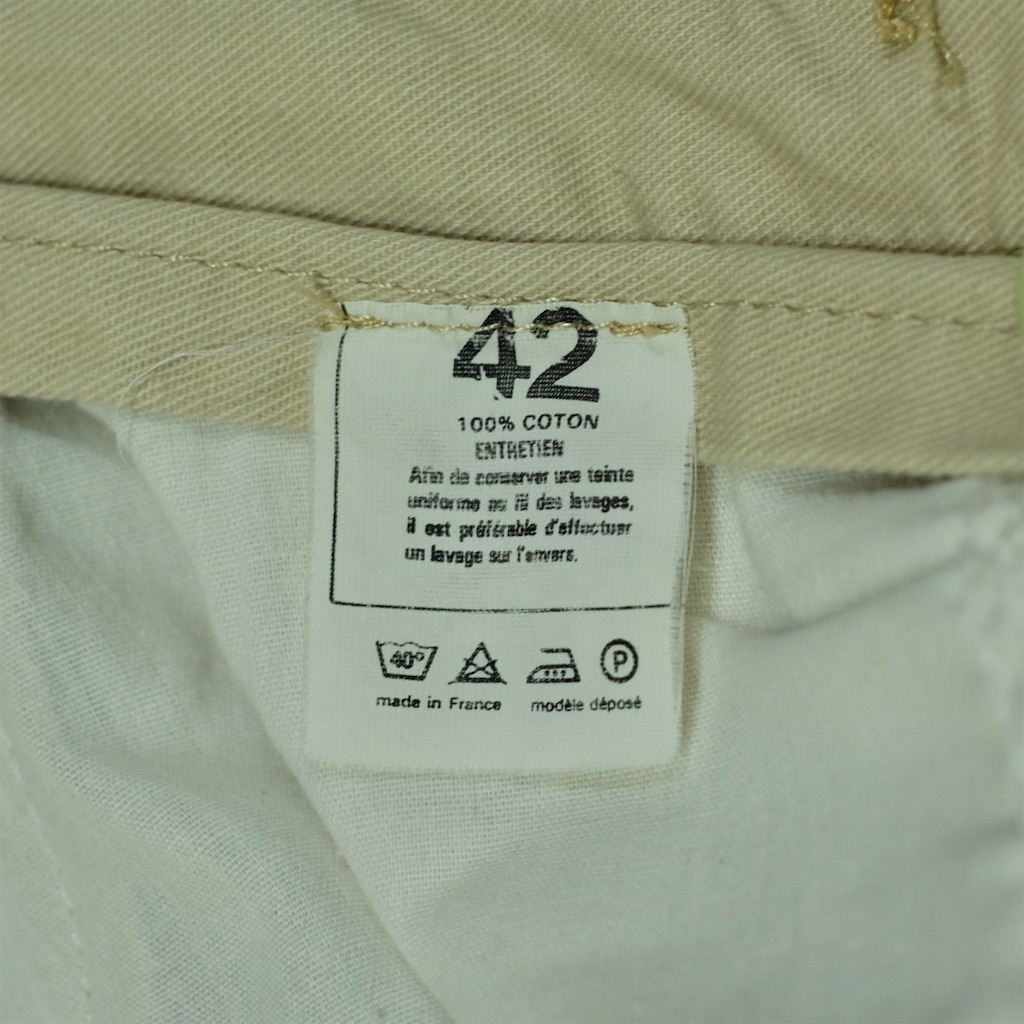 42
100% COTON
ENTRETIEN
Afin de conserver une teinte
uniforme au fil des lavages,
il est préférable d'effectuer
un lavage sur l'envers.
40°
P
made in France modèle déposé